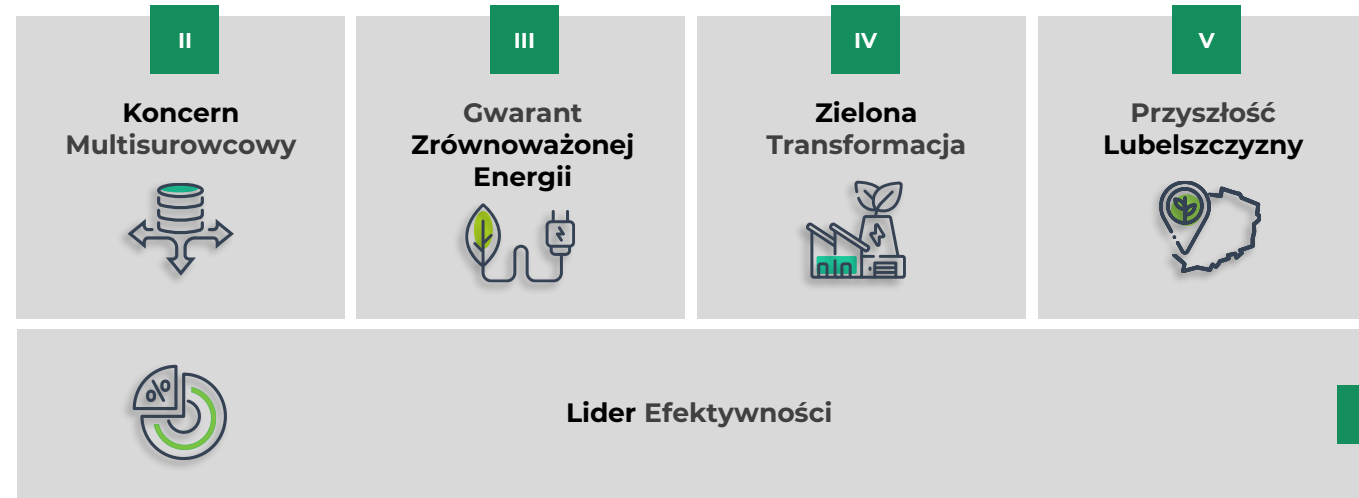 II
Koncern
Multisurowcowy
III
Gwarant
Zrównoważonej
Energii
IV
Zielona
Transformacja
V
Przyszłość
Lubelszczyzny
%
Lider Efektywności